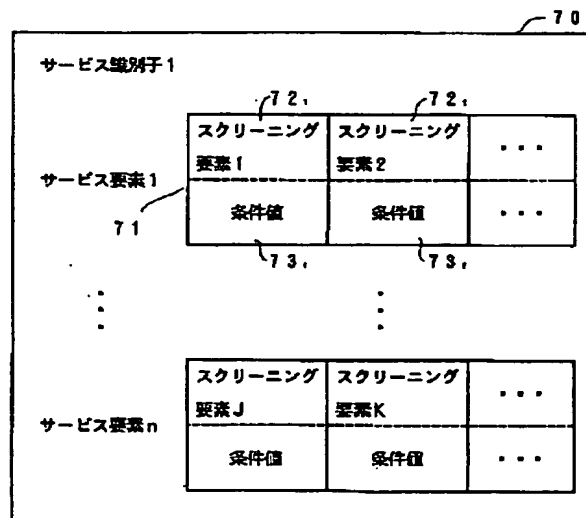 70
サービス識別子1
72₁ 72₂
スクリーニング スクリーニング
要素1 要素2 ・・・
サービス要素1
71
条件値 条件値 ・・・
73₁ 73₂
スクリーニング スクリーニング
要素J 要素K ・・・
サービス要素n
条件値 条件値 ・・・